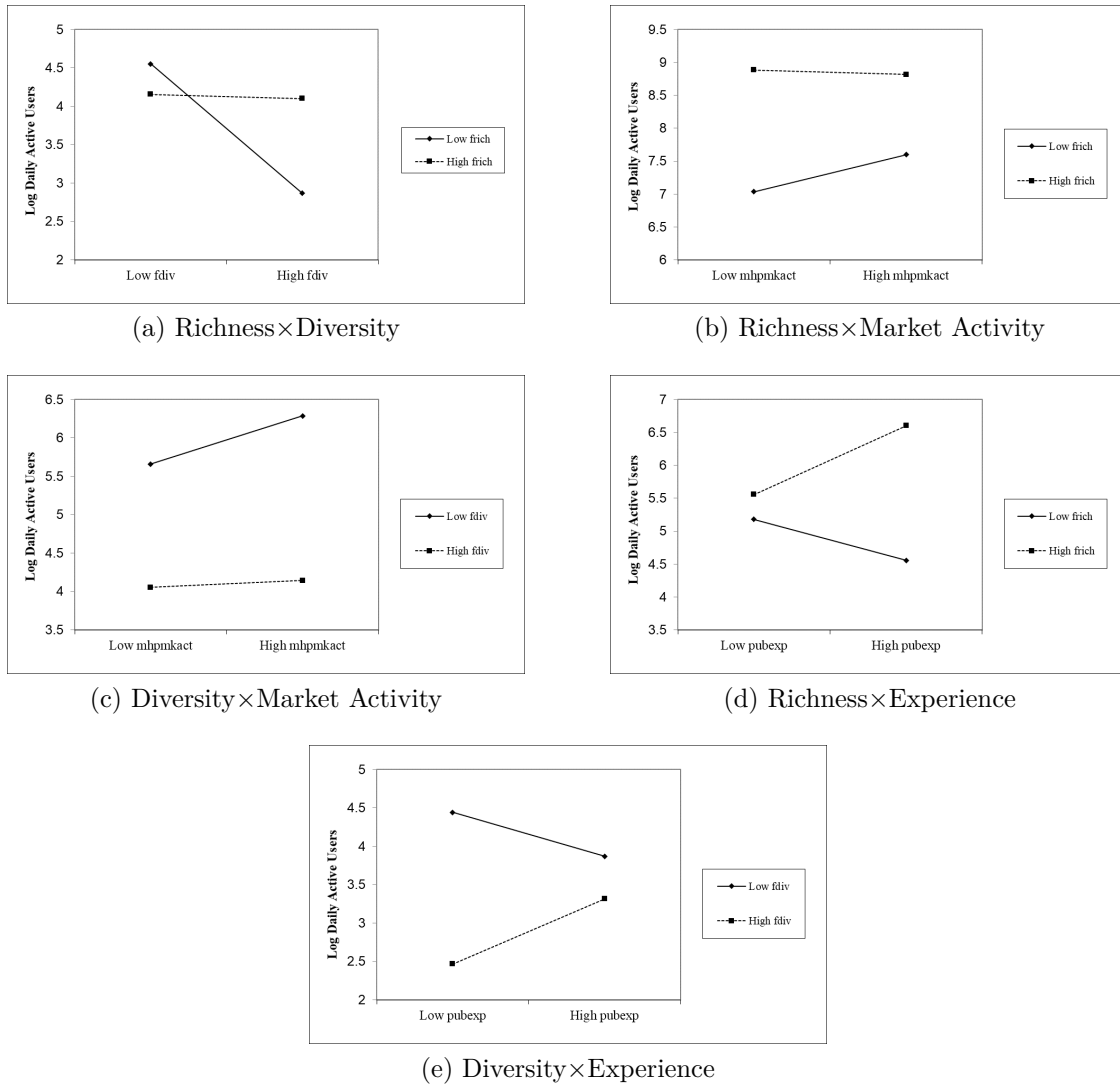 5
4.5
4
3.5
3
2.5
2
Log Daily Active Users
Low fdiv
High fdiv
Low frich
High frich
(a) Richness×Diversity
9.5
9
8.5
8
7.5
7
6.5
6
Log Daily Active Users
Low mhpmkact
High mhpmkact
Low frich
High frich
(b) Richness×Market Activity
6.5
6
5.5
5
4.5
4
3.5
Log Daily Active Users
Low mhpmkact
High mhpmkact
Low fdiv
High fdiv
(c) Diversity×Market Activity
7
6.5
6
5.5
5
4.5
4
3.5
Log Daily Active Users
Low pubexp
High pubexp
Low frich
High frich
(d) Richness×Experience
5
4.5
4
3.5
3
2.5
2
Log Daily Active Users
Low pubexp
High pubexp
Low fdiv
High fdiv
(e) Diversity×Experience